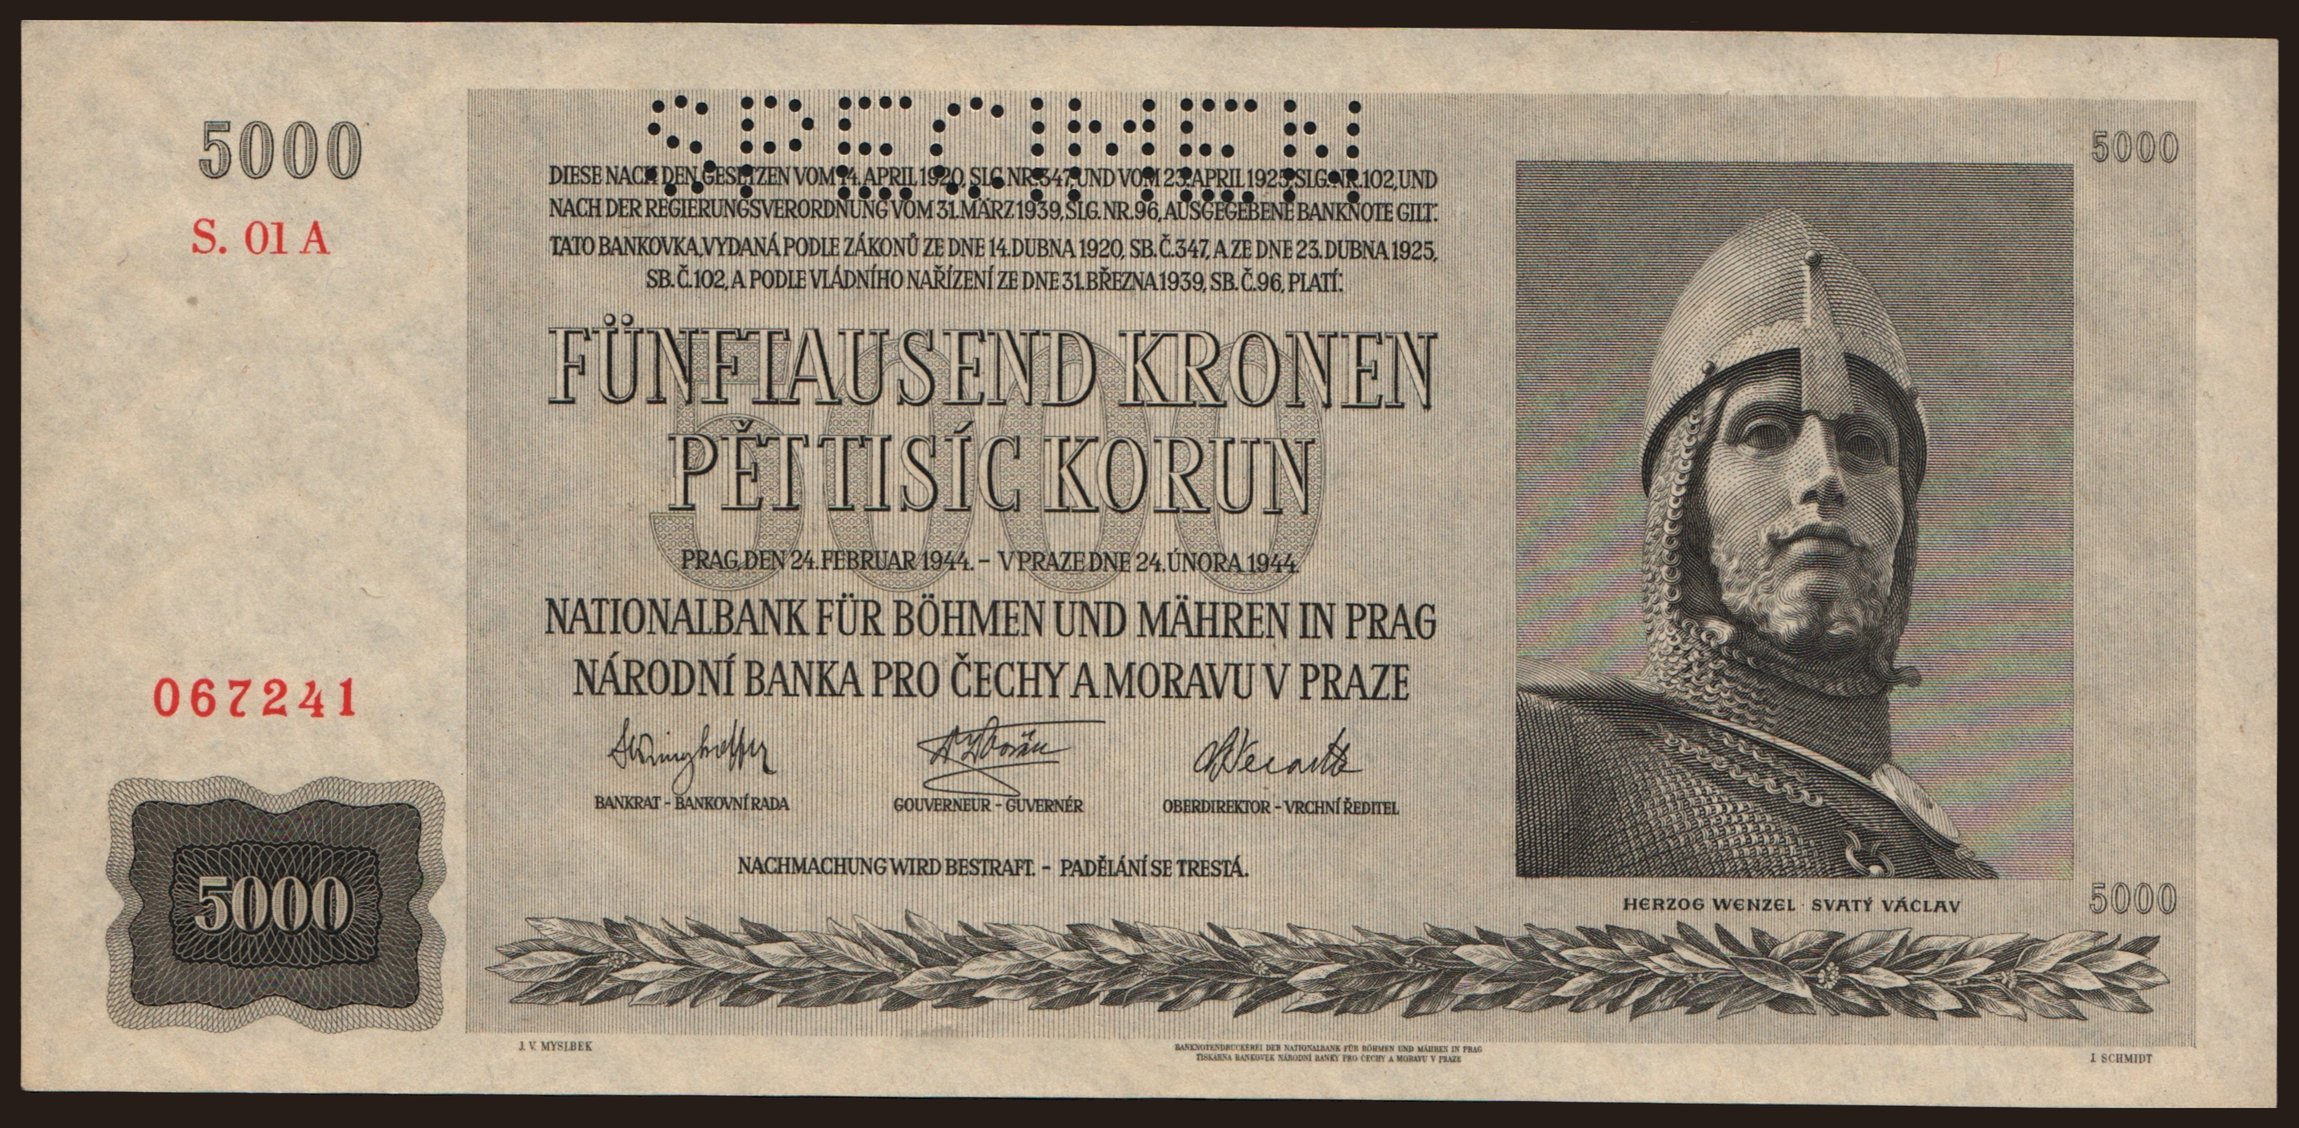 SPECIMEN
5000
5000
S. 01 A
DIESE NACH DEN GESETZEN VOM 14. APRIL 1920, SLG. NR. 347, UND VOM 23. APRIL 1925, SLG. NR. 102, UND
NACH DER REGIERUNGSVERORDNUNG VOM 31. MÄRZ 1939, SLG. NR. 96, AUSGEGEBENE BANKNOTE GILT:
TATO BANKOVKA, VYDANÁ PODLE ZÁKONŮ ZE DNE 14. DUBNA 1920, SB. Č. 347, A ZE DNE 23. DUBNA 1925,
SB. Č. 102, A PODLE VLÁDNÍHO NAŘÍZENÍ ZE DNE 31. BŘEZNA 1939, SB. Č. 96, PLATÍ:
FÜNFTAUSEND KRONEN
PĚT TISÍC KORUN
5000
PRAG, DEN 24. FEBRUAR 1944. – V PRAZE DNE 24. ÚNORA 1944.
NATIONALBANK FÜR BÖHMEN UND MÄHREN IN PRAG
NÁRODNÍ BANKA PRO ČECHY A MORAVU V PRAZE
067241
BANKRAT – BANKOVNÍ RADA
GOUVERNEUR – GUVERNÉR
OBERDIREKTOR – VRCHNÍ ŘEDITEL
NACHMACHUNG WIRD BESTRAFT. – PADĚLÁNÍ SE TRESTÁ.
5000
HERZOG WENZEL · SVATÝ VÁCLAV
5000
J. V. MYSLBEK
BANKNOTENDRUCKEREI DER NATIONALBANK FÜR BÖHMEN UND MÄHREN IN PRAG
TISKÁRNA BANKOVEK NÁRODNÍ BANKY PRO ČECHY A MORAVU V PRAZE
J. SCHMIDT